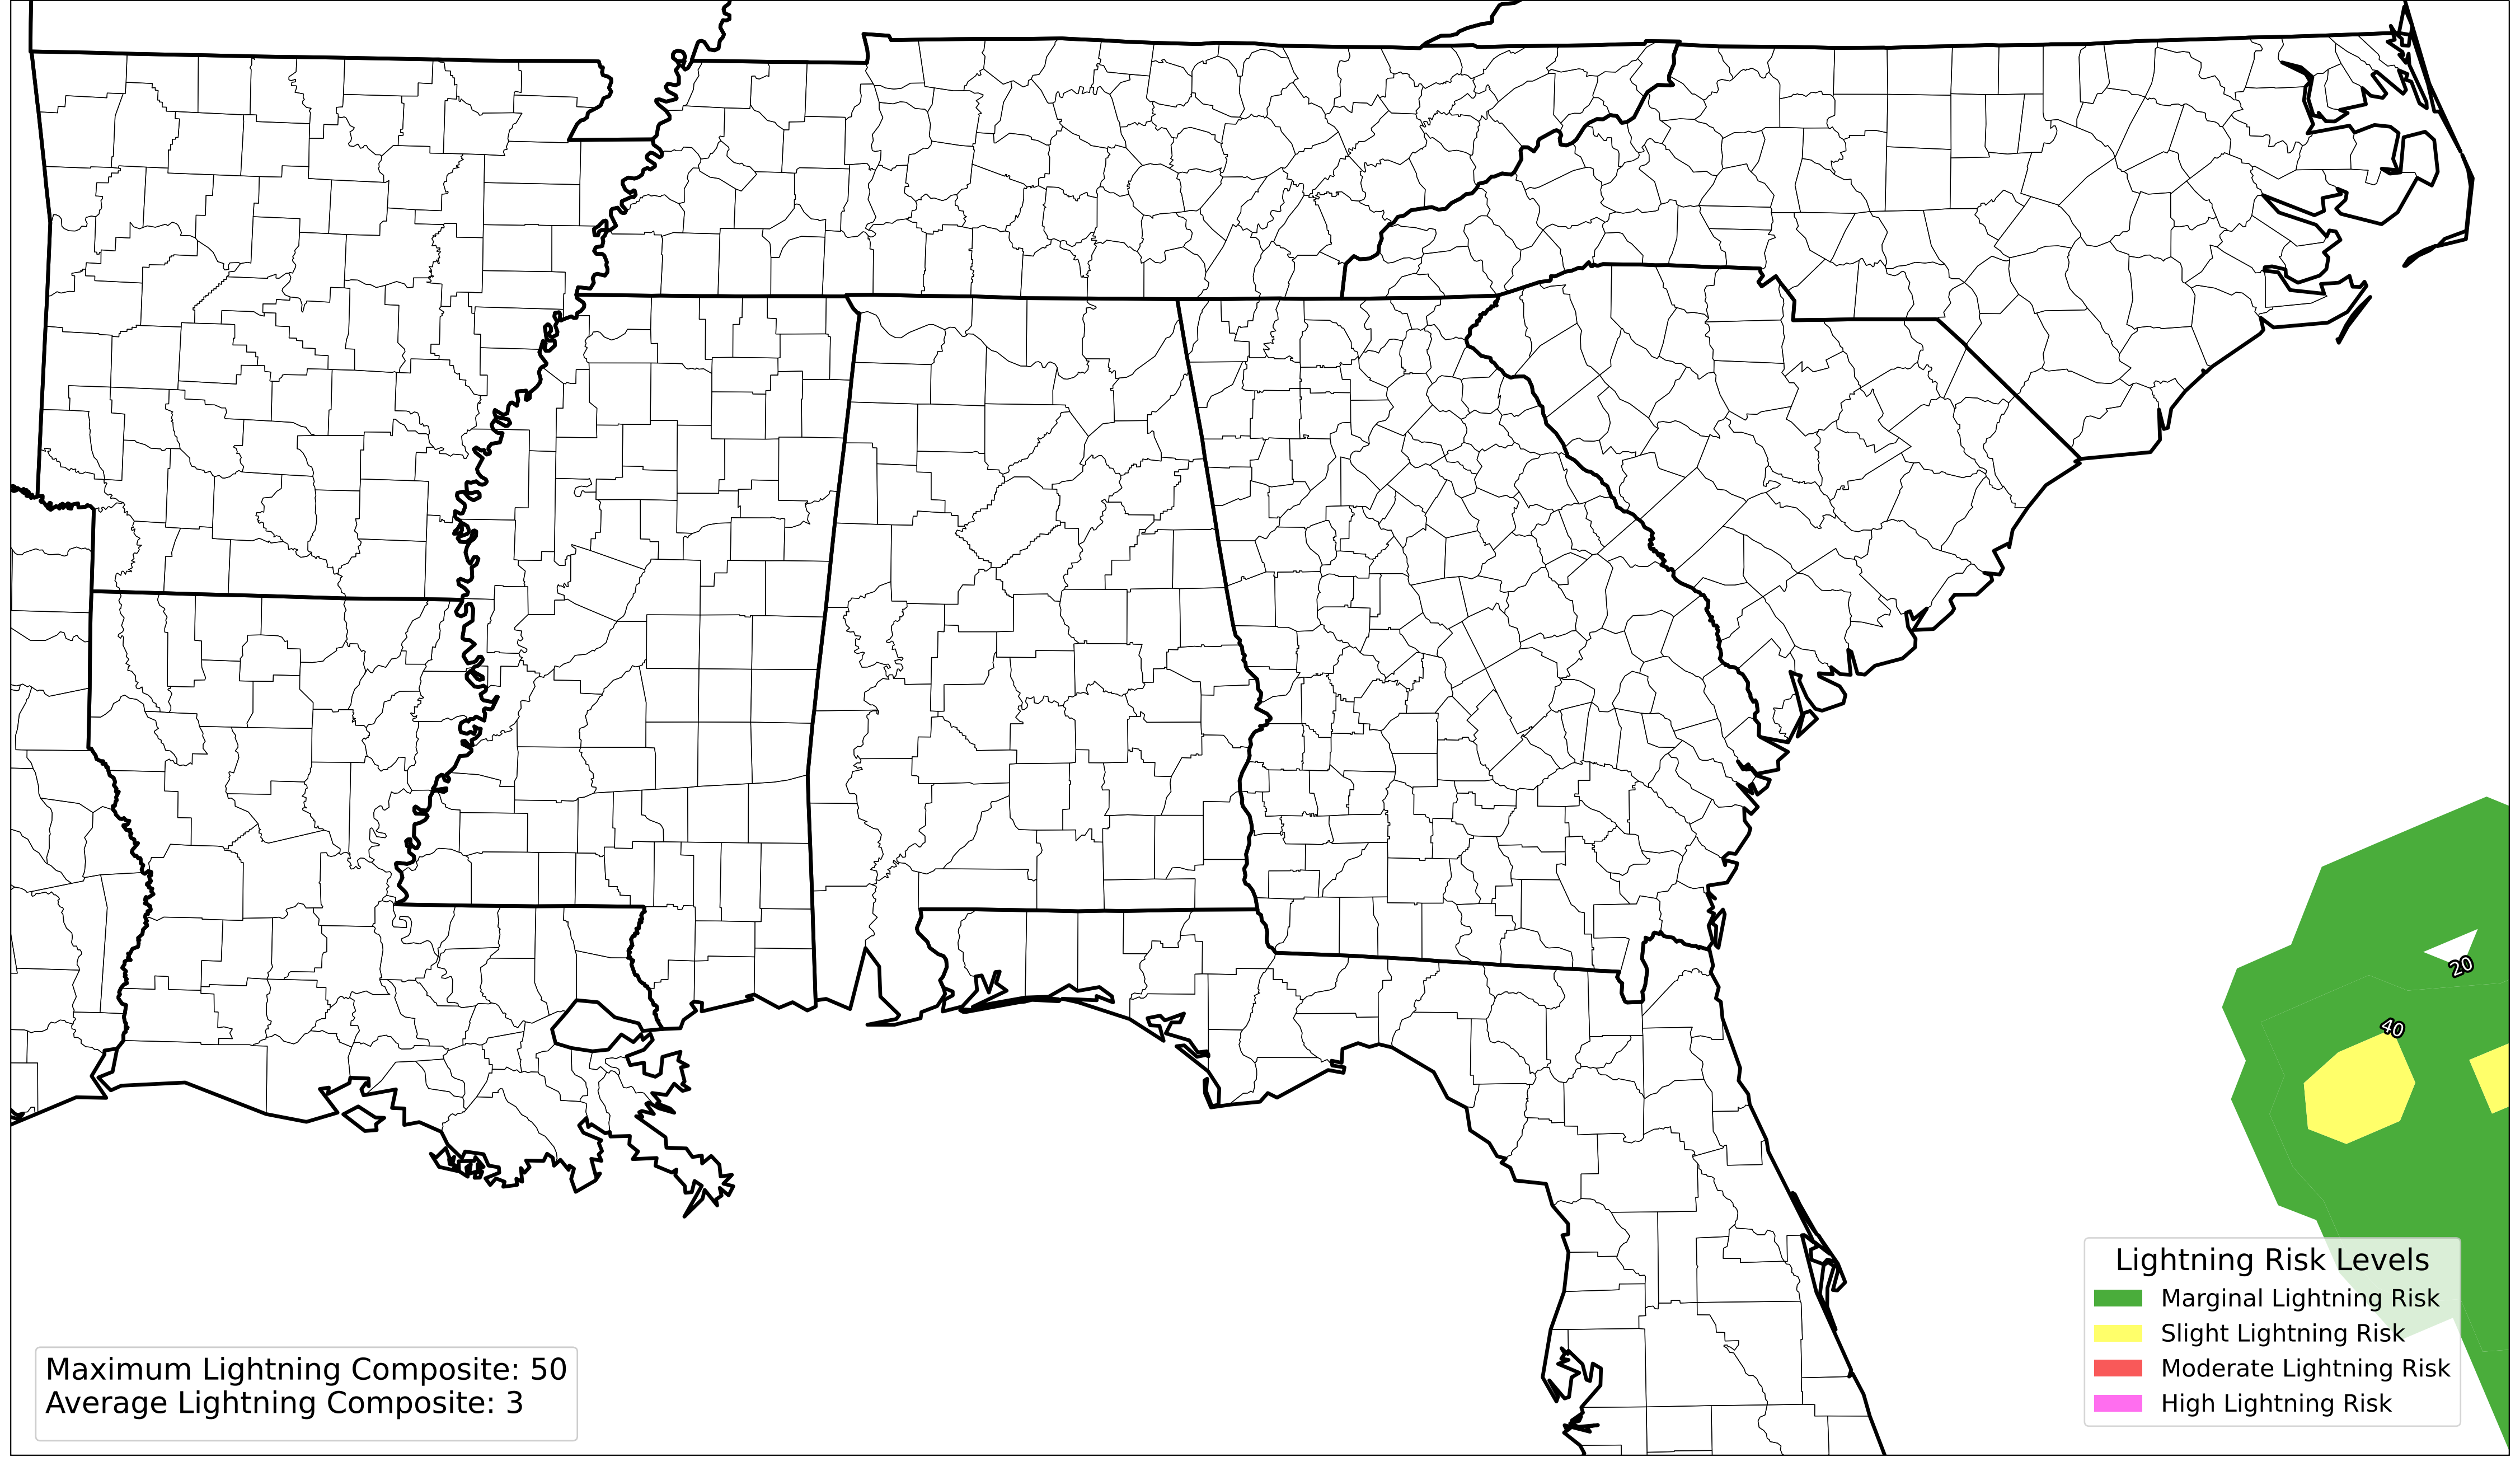 20
40
Lightning Risk Levels
Marginal Lightning Risk
Slight Lightning Risk
Moderate Lightning Risk
High Lightning Risk
Maximum Lightning Composite: 50
Average Lightning Composite: 3